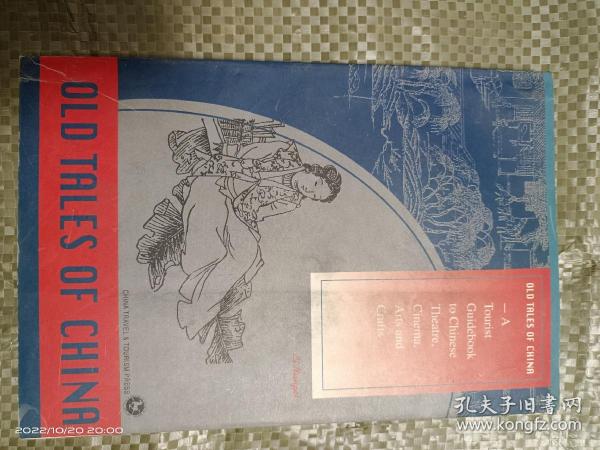 OLD TALES OF CHINA
— A
Tourist
Guidebook
to Chinese
Theatre,
Cinema,
Arts and
Crafts
OLD TALES OF CHINA
CHINA TRAVEL & TOURISM PRESS
2022/10/20 20:00
孔夫子旧书网
www.kongfz.com